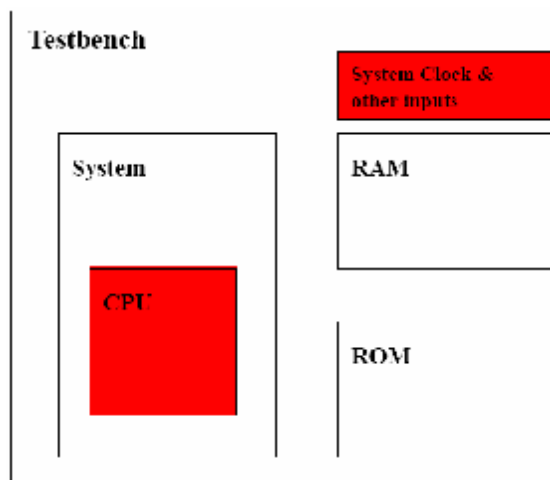 Testbench
System Clock &
other inputs
System
RAM
CPU
ROM